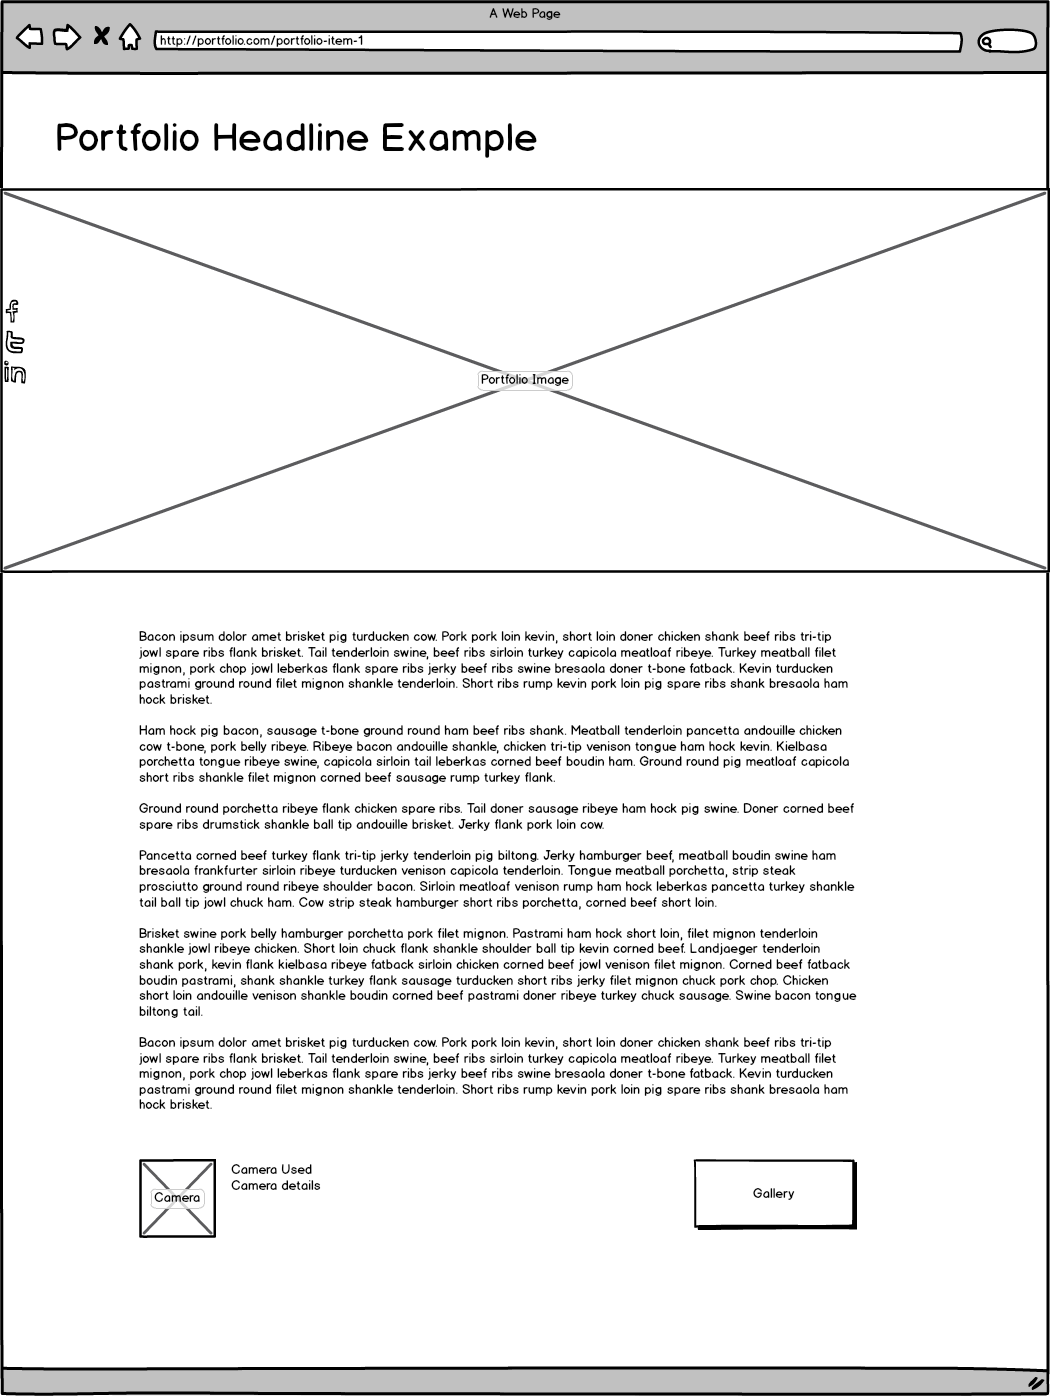 A Web Page
http://portfolio.com/portfolio-item-1
Portfolio Headline Example
f
t
in
Portfolio Image
Bacon ipsum dolor amet brisket pig turducken cow. Pork pork loin kevin, short loin doner chicken shank beef ribs tri-tip
jowl spare ribs flank brisket. Tail tenderloin swine, beef ribs sirloin turkey capicola meatloaf ribeye. Turkey meatball filet
mignon, pork chop jowl leberkas flank spare ribs jerky beef ribs swine bresaola doner t-bone fatback. Kevin turducken
pastrami ground round filet mignon shankle tenderloin. Short ribs rump kevin pork loin pig spare ribs shank bresaola ham
hock brisket.
Ham hock pig bacon, sausage t-bone ground round ham beef ribs shank. Meatball tenderloin pancetta andouille chicken
cow t-bone, pork belly ribeye. Ribeye bacon andouille shankle, chicken tri-tip venison tongue ham hock kevin. Kielbasa
porchetta tongue ribeye swine, capicola sirloin tail leberkas corned beef boudin ham. Ground round pig meatloaf capicola
short ribs shankle filet mignon corned beef sausage rump turkey flank.
Ground round porchetta ribeye flank chicken spare ribs. Tail doner sausage ribeye ham hock pig swine. Doner corned beef
spare ribs drumstick shankle ball tip andouille brisket. Jerky flank pork loin cow.
Pancetta corned beef turkey flank tri-tip jerky tenderloin pig biltong. Jerky hamburger beef, meatball boudin swine ham
bresaola frankfurter sirloin ribeye turducken venison capicola tenderloin. Tongue meatball porchetta, strip steak
prosciutto ground round ribeye shoulder bacon. Sirloin meatloaf venison rump ham hock leberkas pancetta turkey shankle
tail ball tip jowl chuck ham. Cow strip steak hamburger short ribs porchetta, corned beef short loin.
Brisket swine pork belly hamburger porchetta pork filet mignon. Pastrami ham hock short loin, filet mignon tenderloin
shankle jowl ribeye chicken. Short loin chuck flank shankle shoulder ball tip kevin corned beef. Landjaeger tenderloin
shank pork, kevin flank kielbasa ribeye fatback sirloin chicken corned beef jowl venison filet mignon. Corned beef fatback
boudin pastrami, shank shankle turkey flank sausage turducken short ribs jerky filet mignon chuck pork chop. Chicken
short loin andouille venison shankle boudin corned beef pastrami doner ribeye turkey chuck sausage. Swine bacon tongue
biltong tail.
Bacon ipsum dolor amet brisket pig turducken cow. Pork pork loin kevin, short loin doner chicken shank beef ribs tri-tip
jowl spare ribs flank brisket. Tail tenderloin swine, beef ribs sirloin turkey capicola meatloaf ribeye. Turkey meatball filet
mignon, pork chop jowl leberkas flank spare ribs jerky beef ribs swine bresaola doner t-bone fatback. Kevin turducken
pastrami ground round filet mignon shankle tenderloin. Short ribs rump kevin pork loin pig spare ribs shank bresaola ham
hock brisket.
Camera
Camera Used
Camera details
Gallery